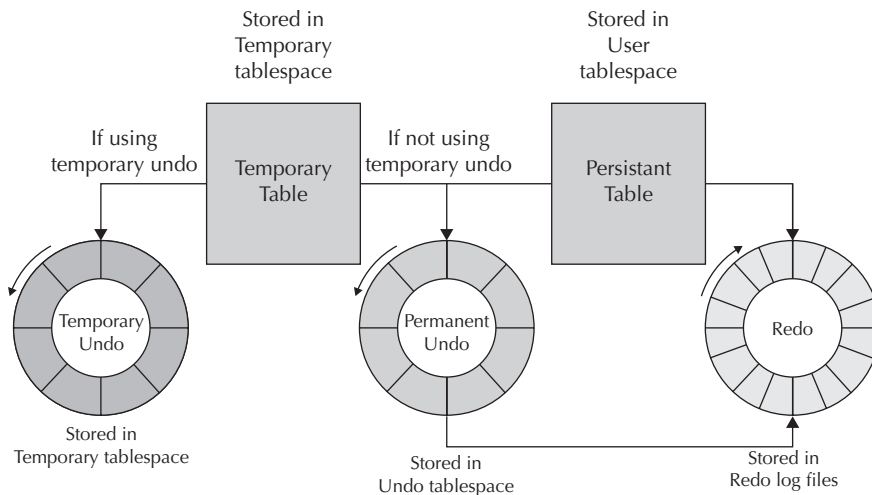 Stored in
Temporary
tablespace
Stored in
User
tablespace
If using
temporary undo
Temporary
Table
If not using
temporary undo
Persistant
Table
Temporary
Undo
Permanent
Undo
Redo
Stored in
Temporary tablespace
Stored in
Undo tablespace
Stored in
Redo log files